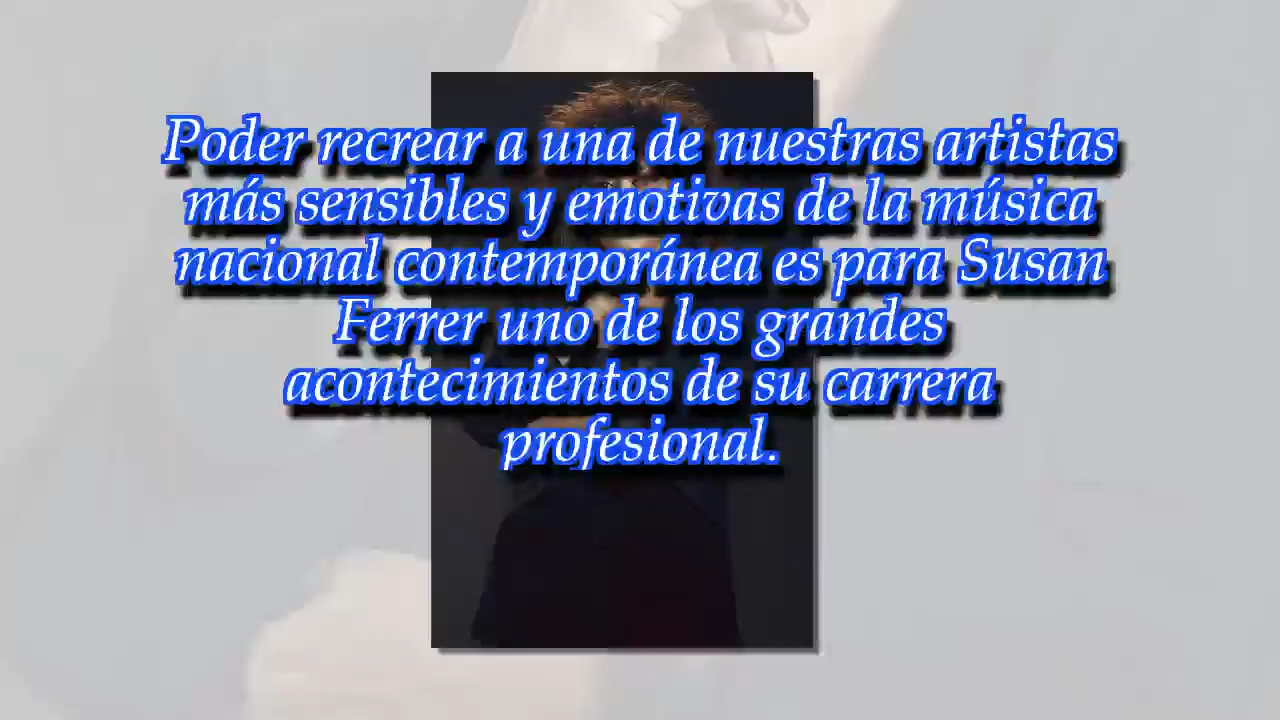 Poder recrear a una de nuestras artistas
más sensibles y emotivas de la música
nacional contemporánea es para Susan
Ferrer uno de los grandes
acontecimientos de su carrera
profesional.